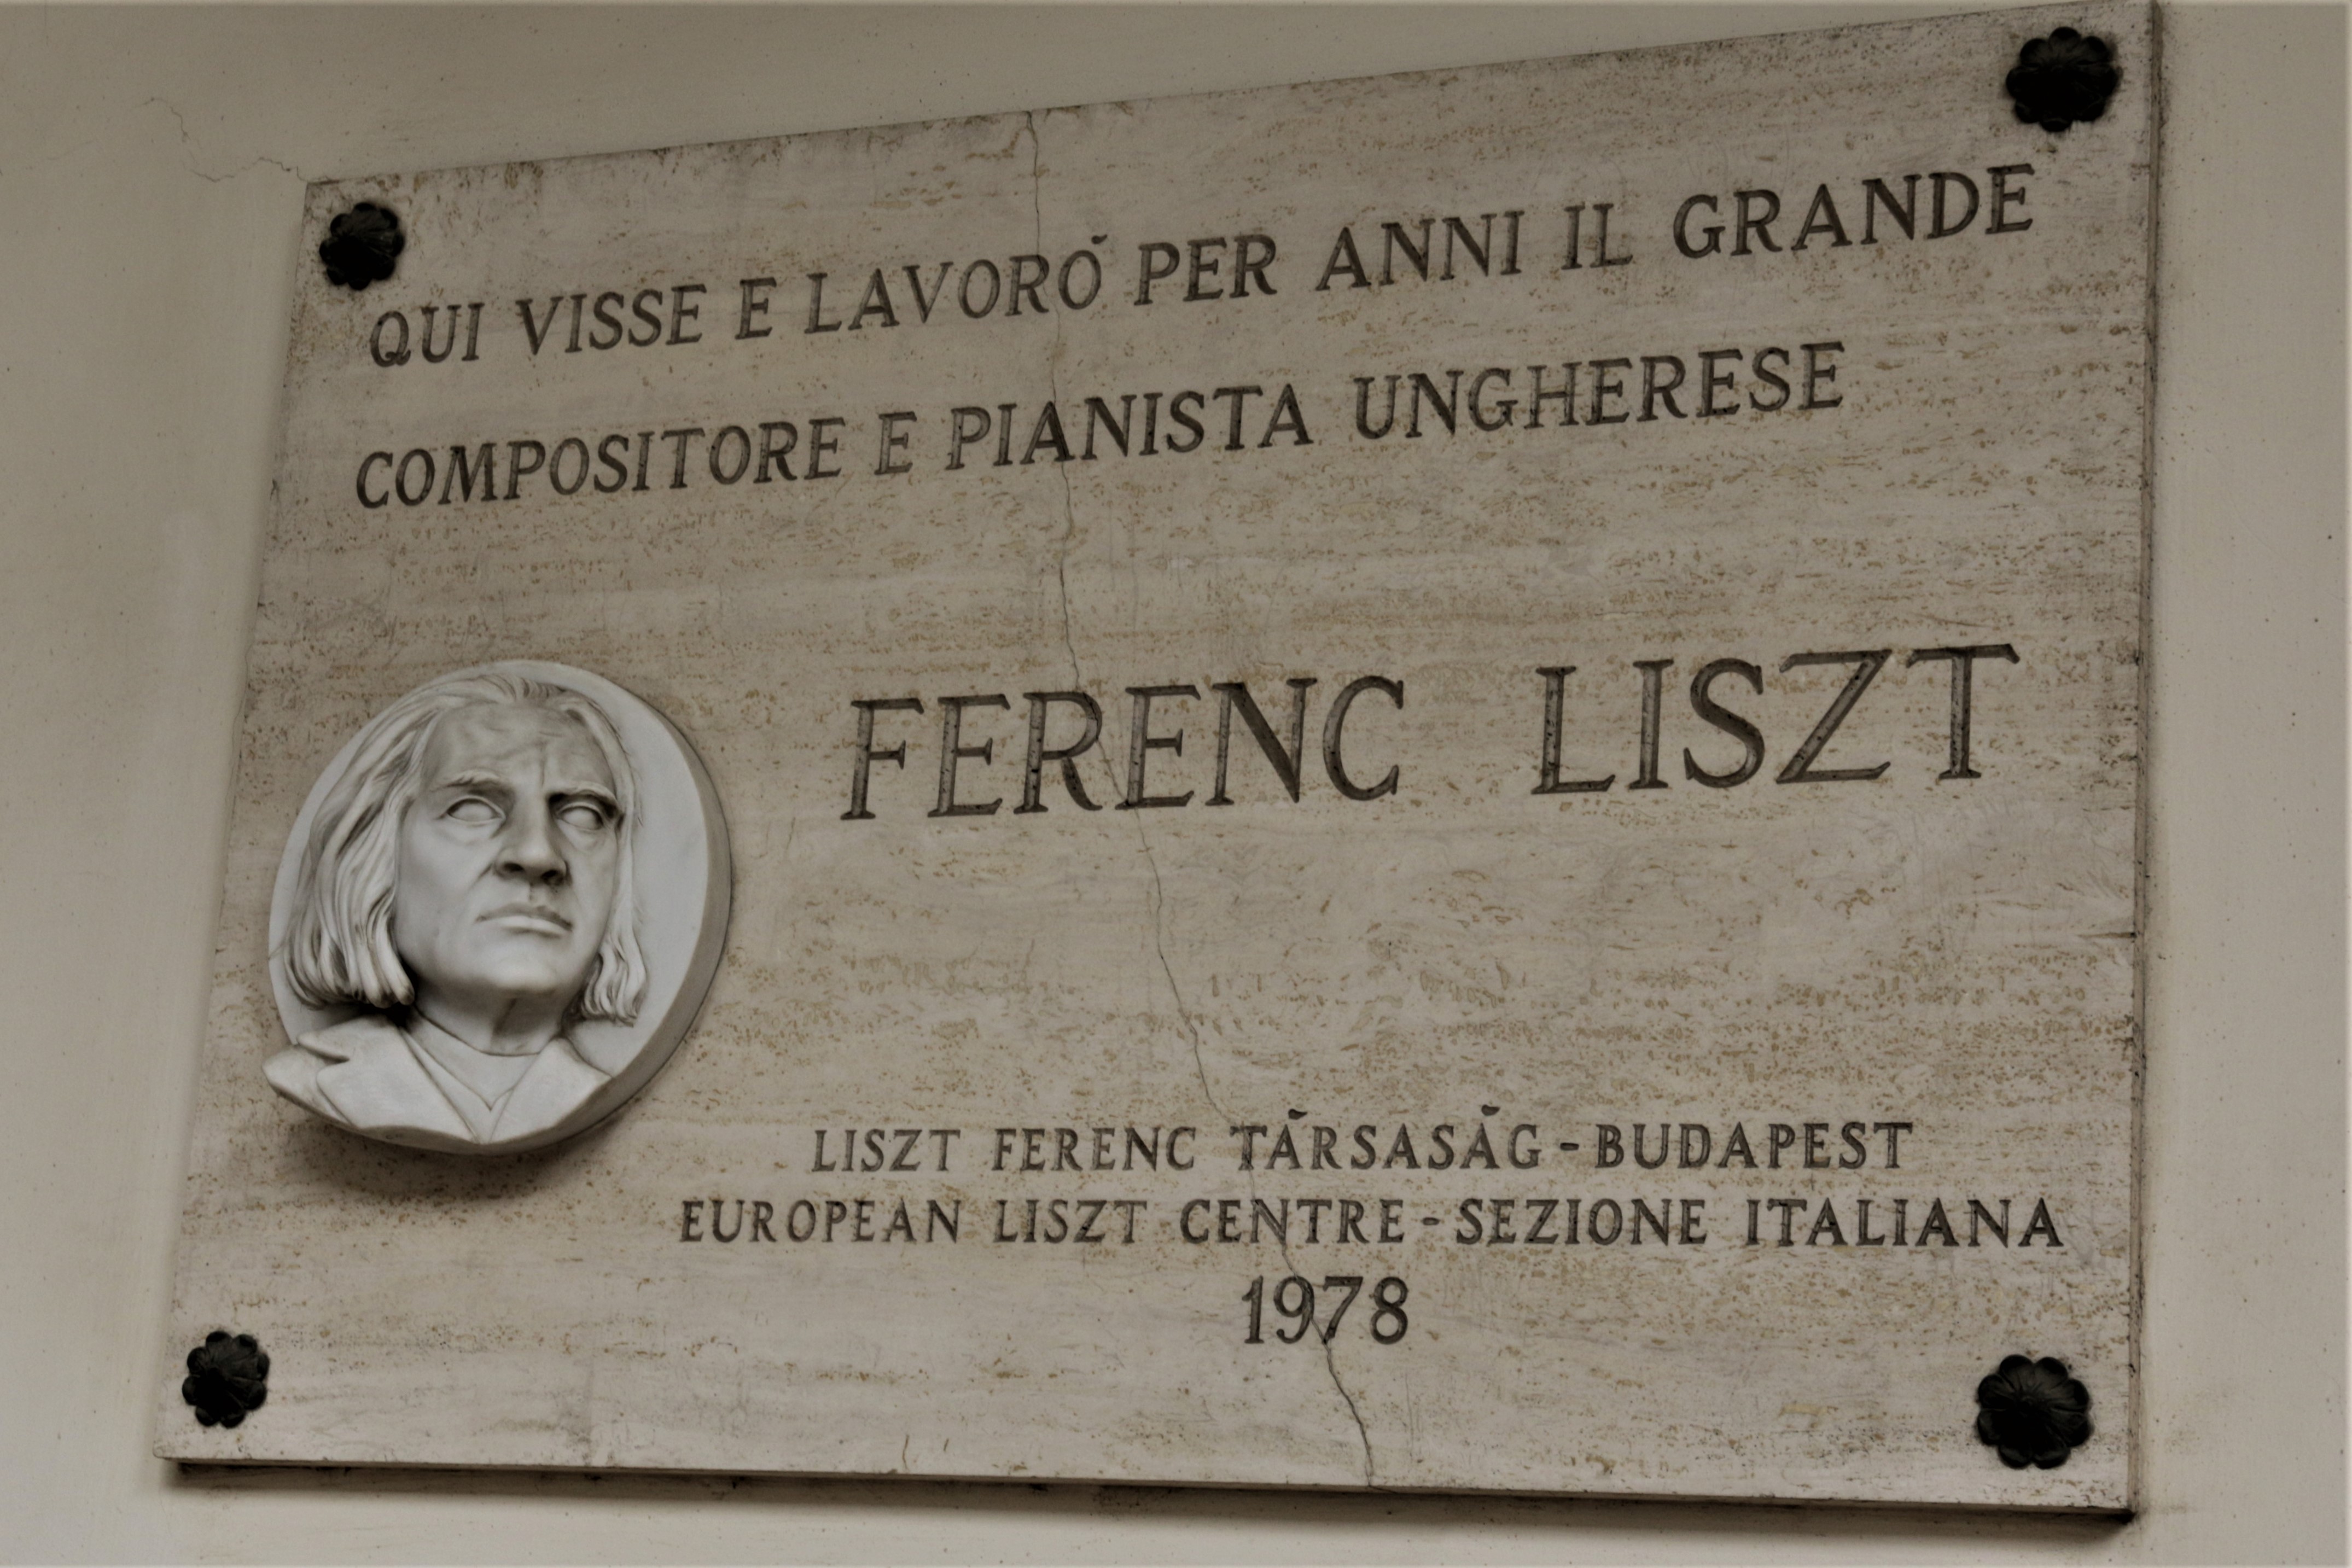 QUI VISSE E LAVORÒ PER ANNI IL GRANDE
COMPOSITORE E PIANISTA UNGHERESE
FERENC LISZT
LISZT FERENC TÁRSASÁG - BUDAPEST
EUROPEAN LISZT CENTRE - SEZIONE ITALIANA
1978